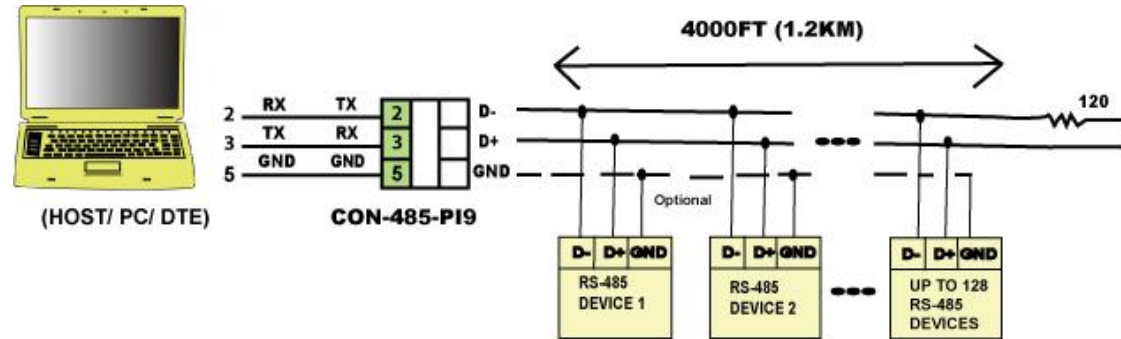 4000FT (1.2KM)
120
2 RX TX 2 D-
3 TX RX 3 D+
5 GND GND 5 GND
Optional
(HOST/ PC/ DTE)
CON-485-PI9
D- D+ GND
RS-485
DEVICE 1
D- D+ GND
RS-485
DEVICE 2
D- D+ GND
UP TO 128
RS-485
DEVICES